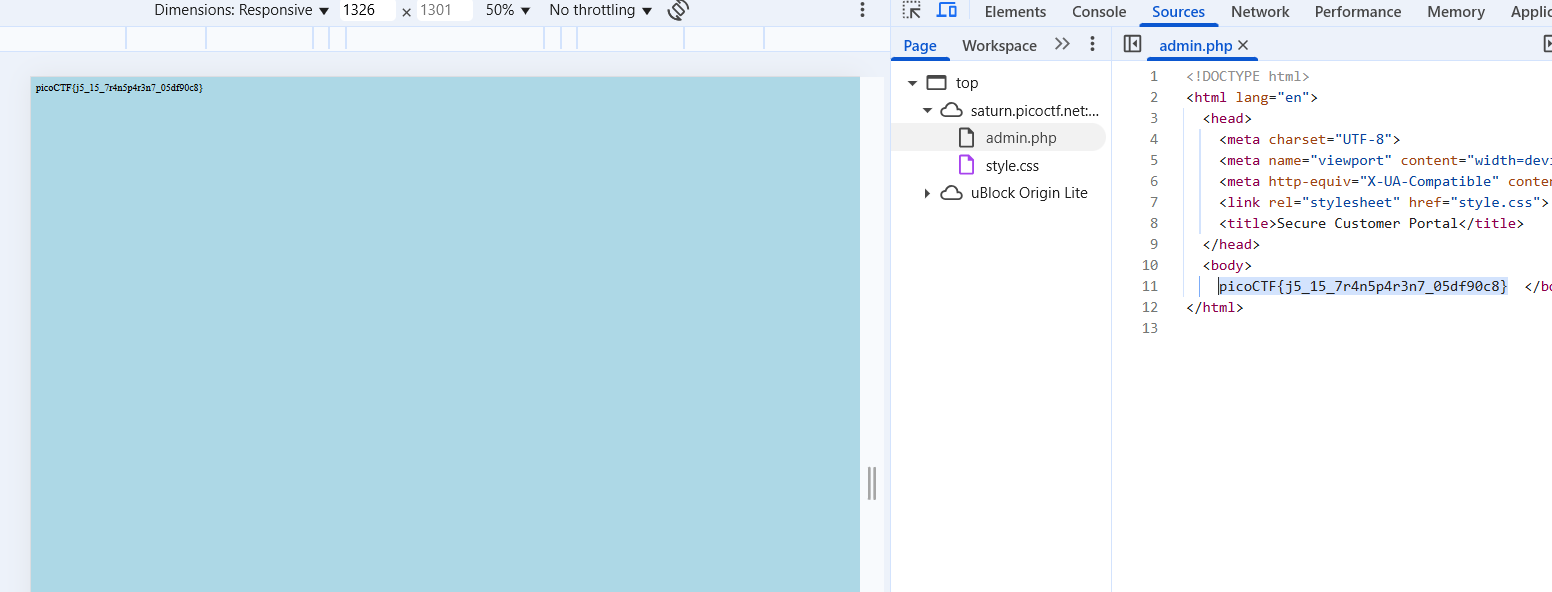 Dimensions: Responsive ▼ 1326 × 1301 50% ▼ No throttling ▼
picoCTF{j5_15_7r4n5p4r3n7_05df90c8}
Elements Console Sources Network Performance Memory Applic
Page Workspace
top
saturn.picoctf.net:...
admin.php
style.css
uBlock Origin Lite
admin.php ×
1 <!DOCTYPE html>
2 <html lang="en">
3 <head>
4 <meta charset="UTF-8">
5 <meta name="viewport" content="width=devi
6 <meta http-equiv="X-UA-Compatible" conten
7 <link rel="stylesheet" href="style.css">
8 <title>Secure Customer Portal</title>
9 </head>
10 <body>
11 picoCTF{j5_15_7r4n5p4r3n7_05df90c8} </bo
12 </html>
13